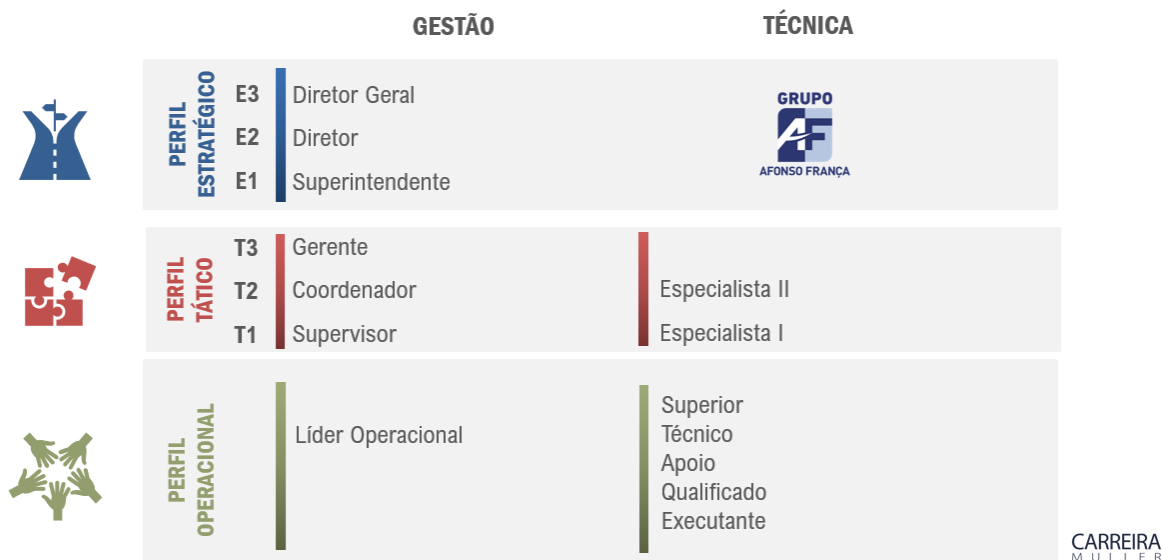 GESTÃO
TÉCNICA
PERFIL
ESTRATÉGICO
E3 Diretor Geral
E2 Diretor
E1 Superintendente
GRUPO
AF
AFONSO FRANÇA
PERFIL
TÁTICO
T3 Gerente
T2 Coordenador
Especialista II
T1 Supervisor
Especialista I
PERFIL
OPERACIONAL
Líder Operacional
Superior
Técnico
Apoio
Qualificado
Executante
CARREIRA
MULLER